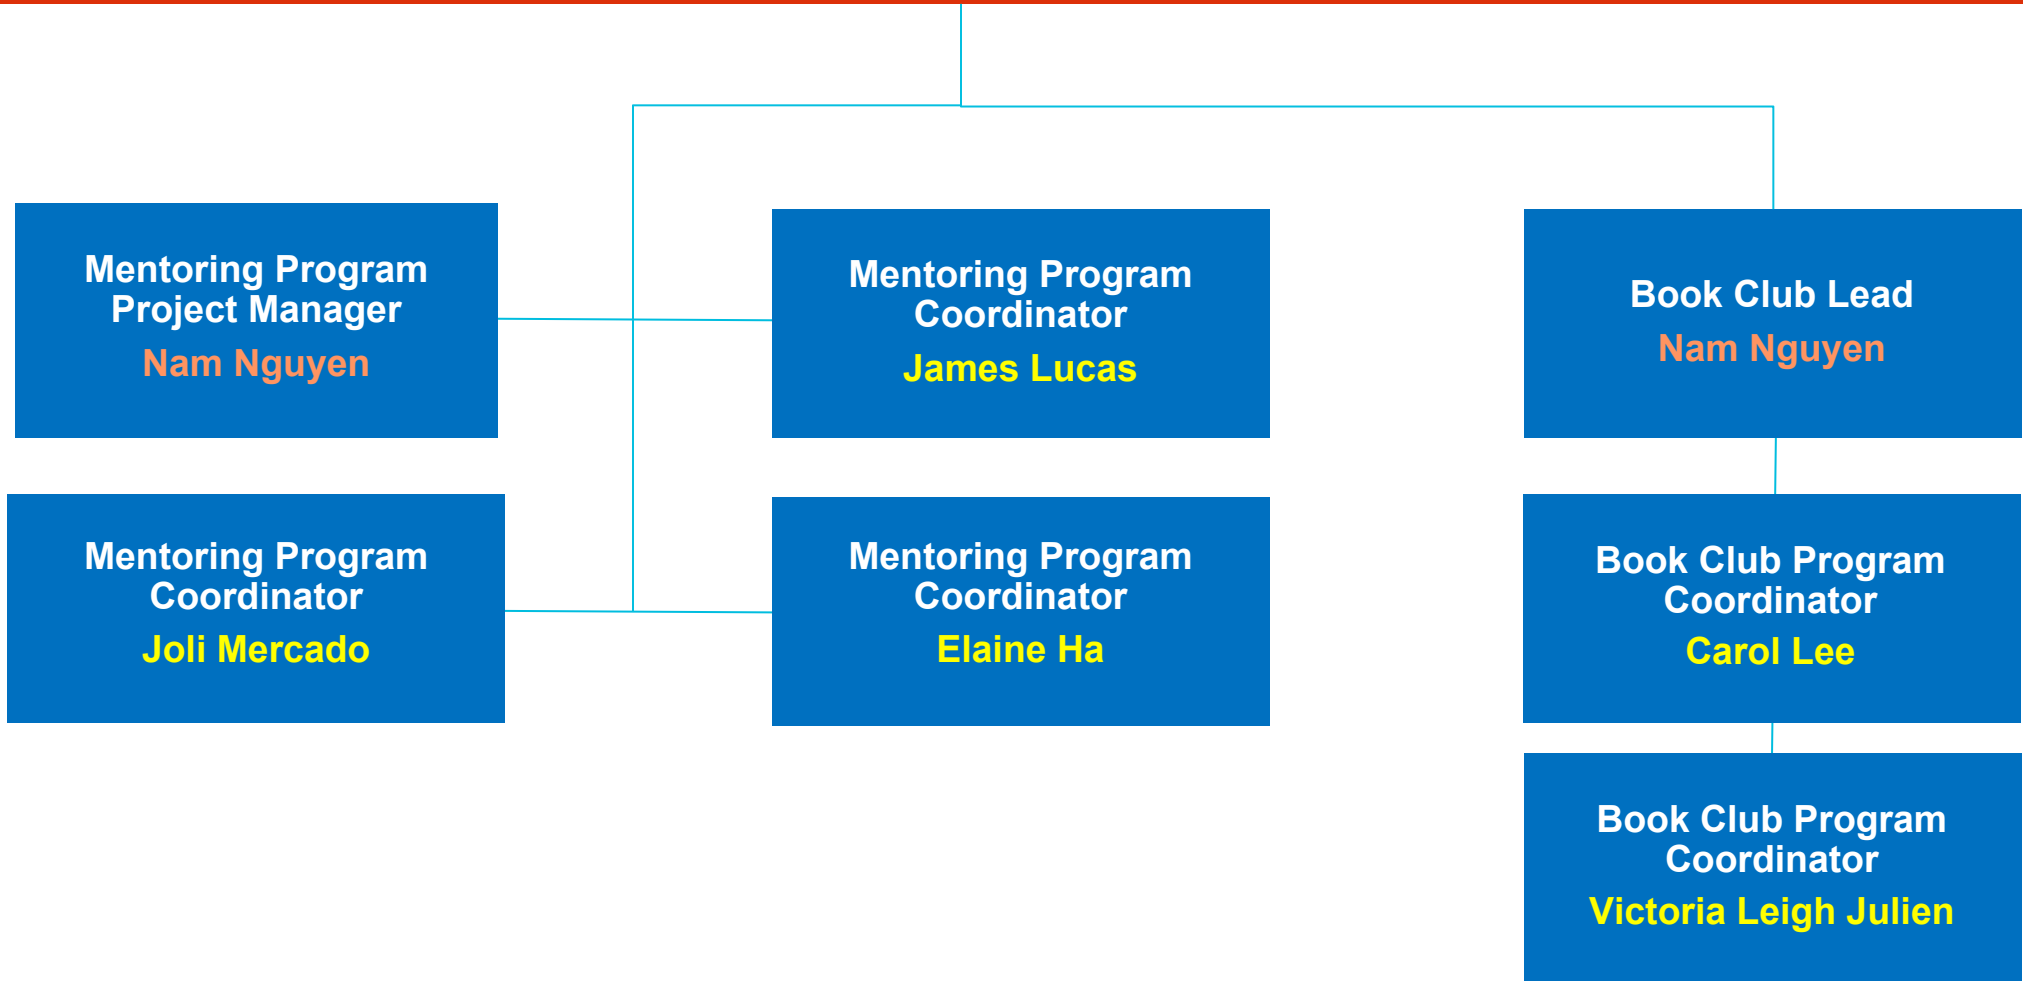 Mentoring Program
Project Manager
Nam Nguyen
Mentoring Program
Coordinator
James Lucas
Book Club Lead
Nam Nguyen
Mentoring Program
Coordinator
Joli Mercado
Mentoring Program
Coordinator
Elaine Ha
Book Club Program
Coordinator
Carol Lee
Book Club Program
Coordinator
Victoria Leigh Julien